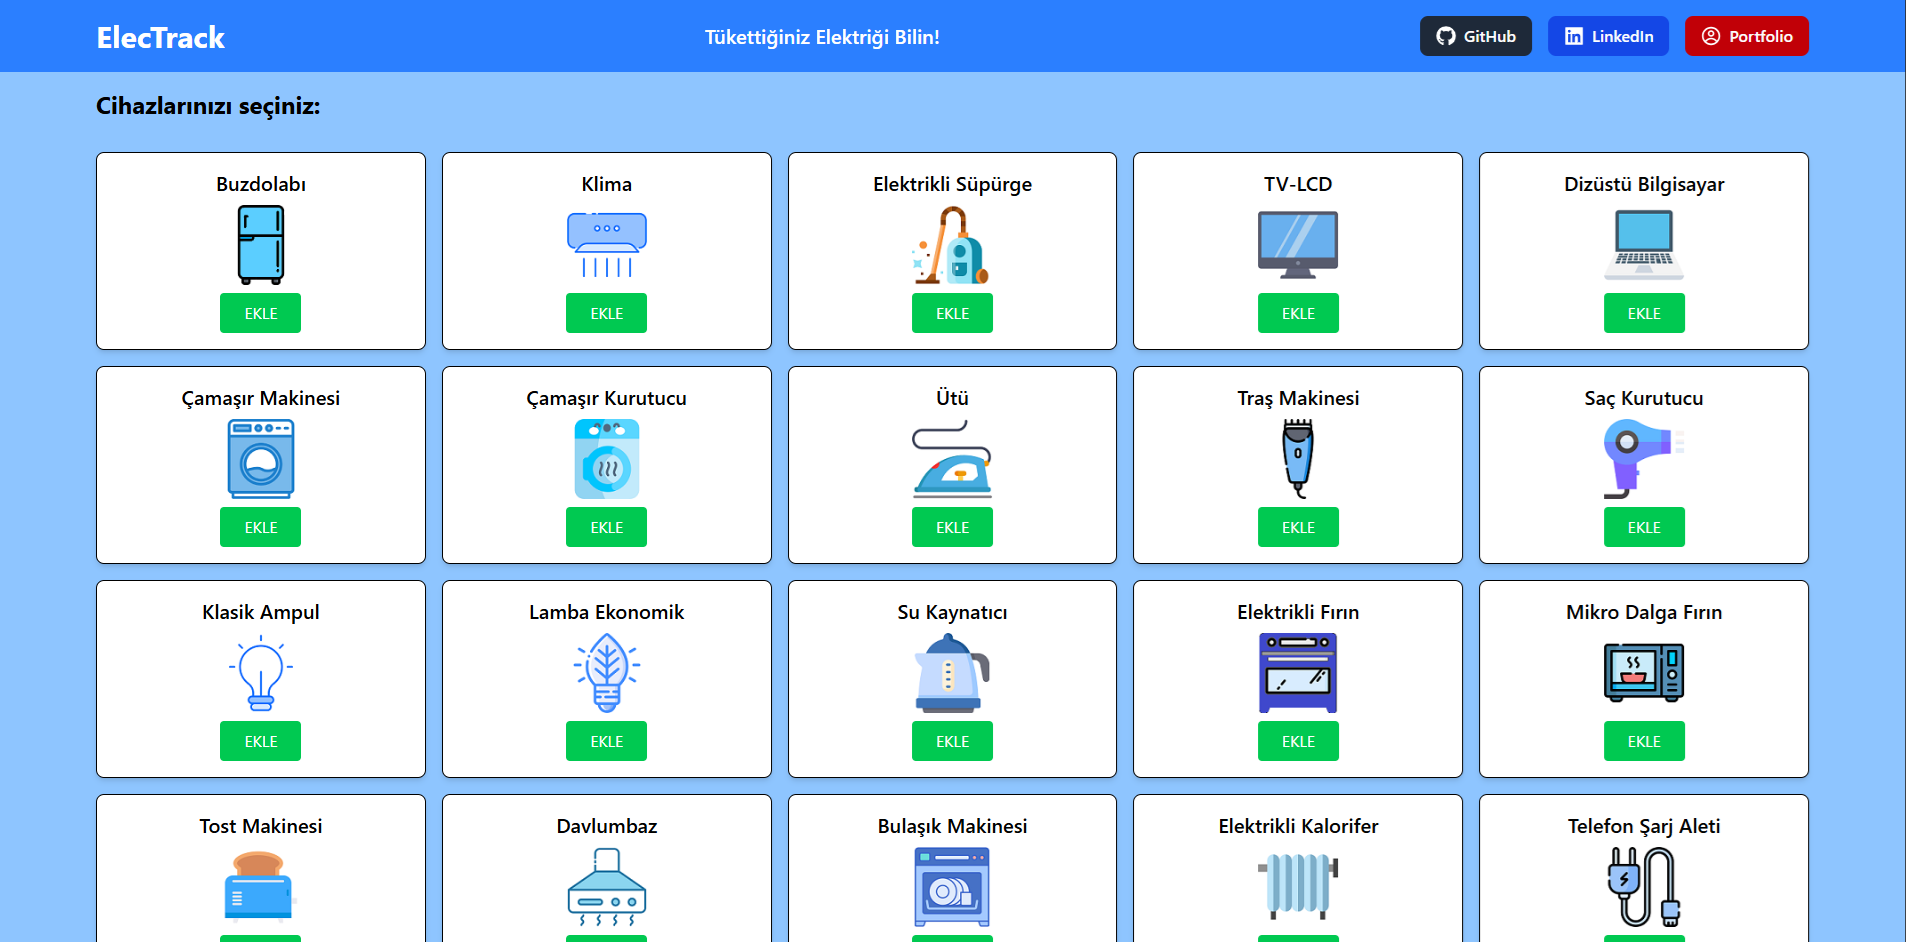 ElecTrack
Tükettiğiniz Elektriği Bilin!
GitHub
LinkedIn
Portfolio
Cihazlarınızı seçiniz:
Buzdolabı
EKLE
Klima
EKLE
Elektrikli Süpürge
EKLE
TV-LCD
EKLE
Dizüstü Bilgisayar
EKLE
Çamaşır Makinesi
EKLE
Çamaşır Kurutucu
EKLE
Ütü
EKLE
Traş Makinesi
EKLE
Saç Kurutucu
EKLE
Klasik Ampul
EKLE
Lamba Ekonomik
EKLE
Su Kaynatıcı
EKLE
Elektrikli Fırın
EKLE
Mikro Dalga Fırın
EKLE
Tost Makinesi
Davlumbaz
Bulaşık Makinesi
Elektrikli Kalorifer
Telefon Şarj Aleti